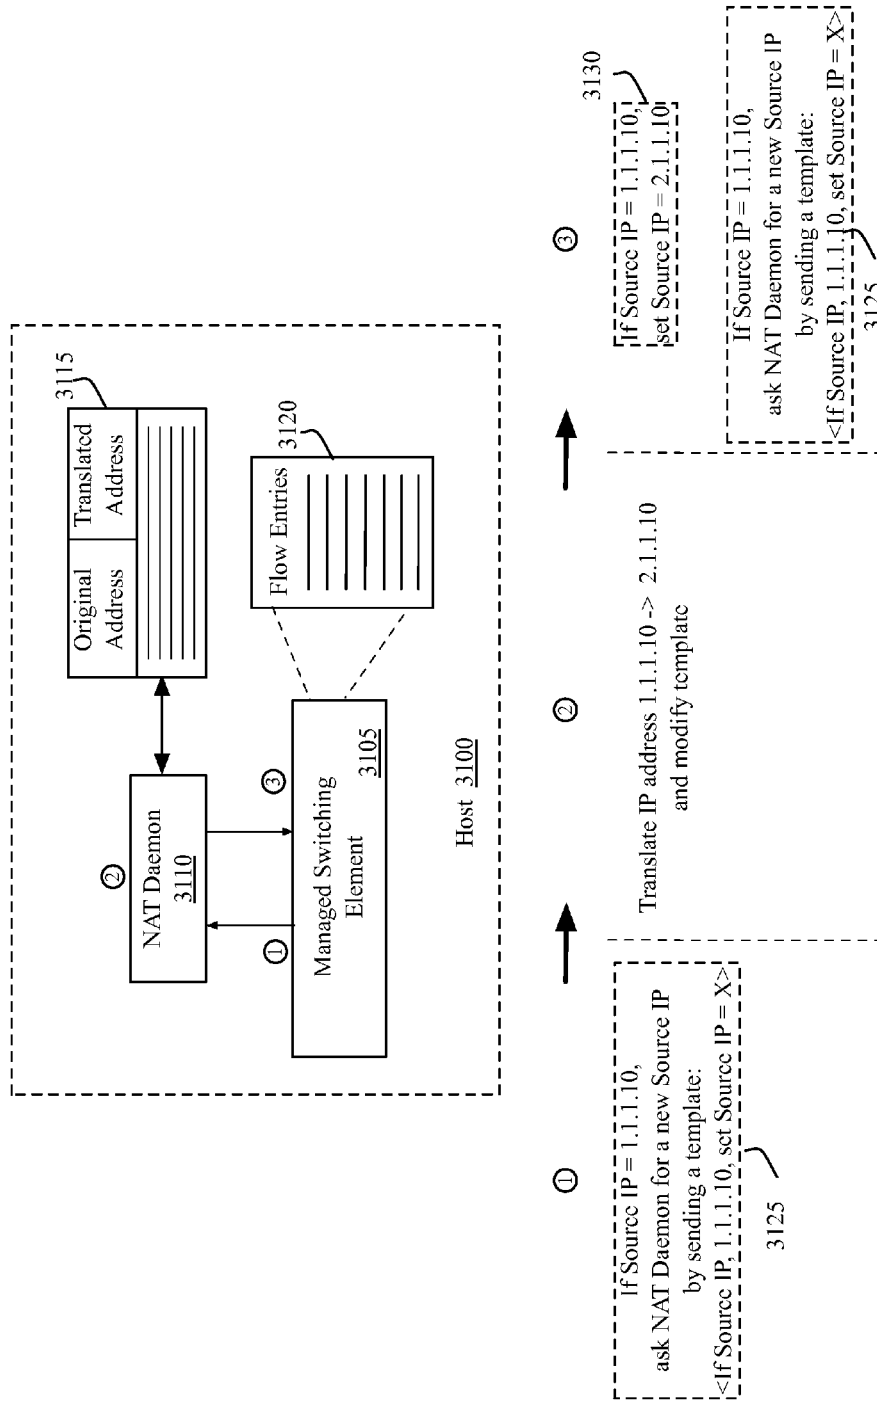 Original
Address
Translated
Address
3115
②
NAT Daemon
3110
①
③
Managed Switching
Element
3105
Flow Entries
3120
Host 3100
①
If Source IP = 1.1.1.10,
ask NAT Daemon for a new Source IP
by sending a template:
<If Source IP, 1.1.1.10, set Source IP = X>
3125
②
Translate IP address 1.1.1.10 -> 2.1.1.10
and modify template
③
If Source IP = 1.1.1.10,
set Source IP = 2.1.1.10
3130
If Source IP = 1.1.1.10,
ask NAT Daemon for a new Source IP
by sending a template:
<If Source IP, 1.1.1.10, set Source IP = X>
3125